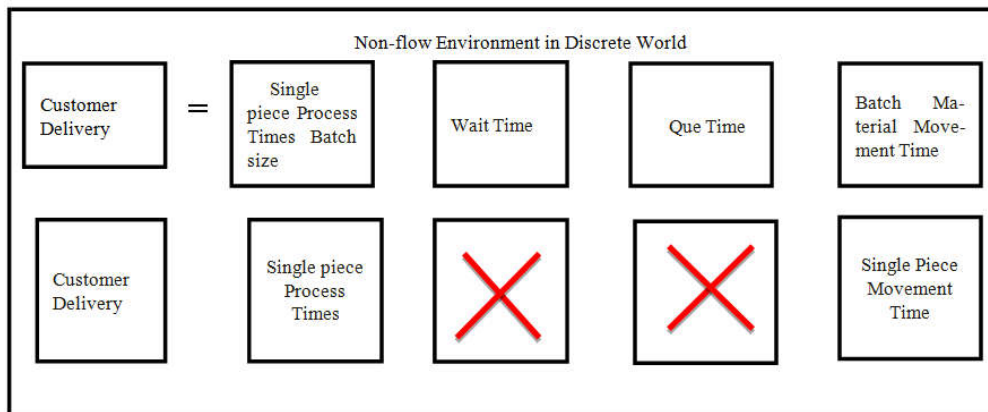 Non-flow Environment in Discrete World
Customer
Delivery
=
Single
piece Process
Times Batch
size
Wait Time
Que Time
Batch Ma-
terial Move-
ment Time
Customer
Delivery
Single piece
Process
Times
Single Piece
Movement
Time